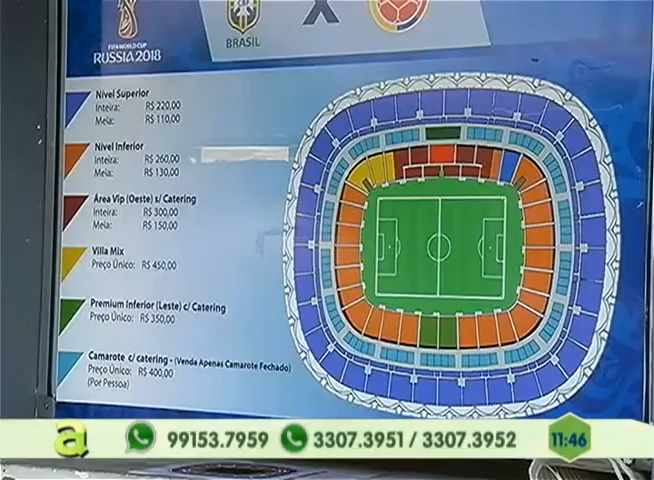 FIFA WORLD CUP
RUSSIA 2018
BRASIL
X
Nível Superior
Inteira: R$ 220,00
Meia: R$ 110,00
Nível Inferior
Inteira: R$ 260,00
Meia: R$ 130,00
Área Vip (Oeste) s/ Catering
Inteira: R$ 300,00
Meia: R$ 150,00
Villa Mix
Preço Único: R$ 450,00
Premium Inferior (Leste) c/ Catering
Preço Único: R$ 350,00
Camarote c/ catering - (Venda Apenas Camarote Fechado)
Preço Único: R$ 400,00
(Por Pessoa)
a 99153.7959 3307.3951 / 3307.3952 11:46